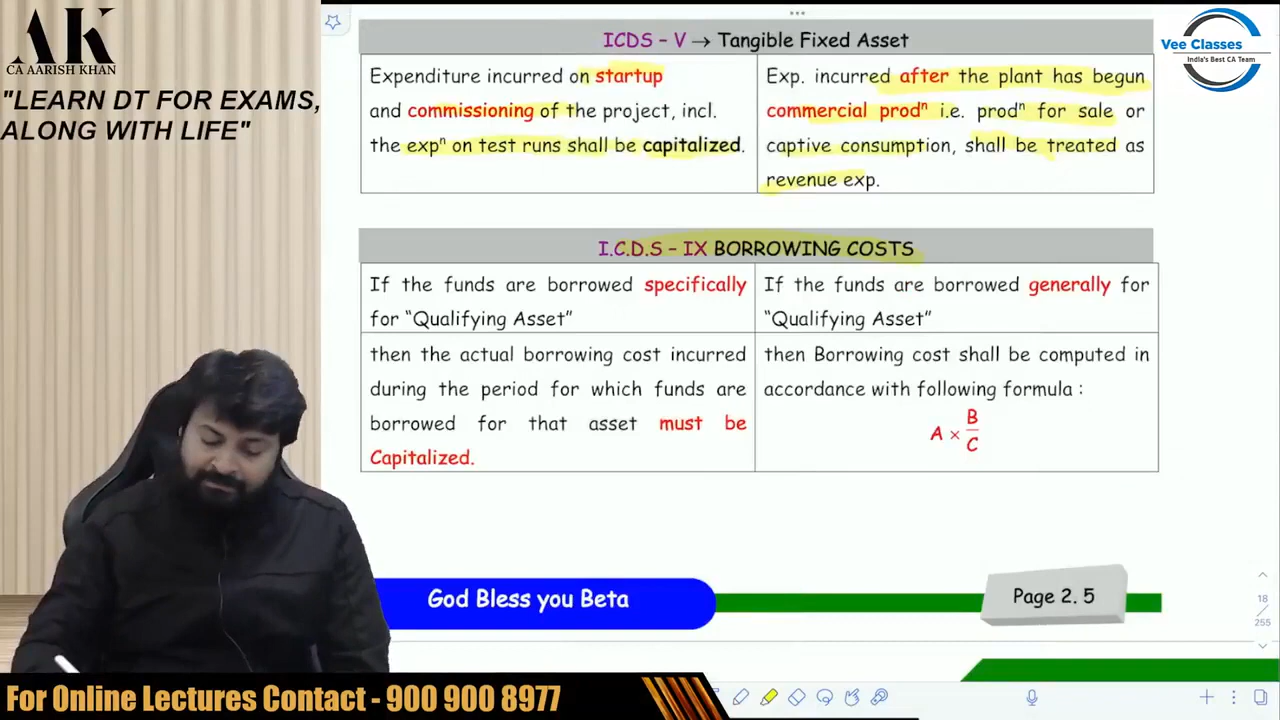 AK
CA AARISH KHAN
"LEARN DT FOR EXAMS,
ALONG WITH LIFE"
Vee Classes
India's Best CA Team
ICDS – V → Tangible Fixed Asset
Expenditure incurred on startup
and commissioning of the project, incl.
the expⁿ on test runs shall be capitalized.
Exp. incurred after the plant has begun
commercial prodⁿ i.e. prodⁿ for sale or
captive consumption, shall be treated as
revenue exp.
I.C.D.S – IX BORROWING COSTS
If the funds are borrowed specifically
for “Qualifying Asset”
If the funds are borrowed generally for
“Qualifying Asset”
then the actual borrowing cost incurred
during the period for which funds are
borrowed for that asset must be
Capitalized.
then Borrowing cost shall be computed in
accordance with following formula :
A × B/C
God Bless you Beta
Page 2. 5
18
/
255
For Online Lectures Contact - 900 900 8977